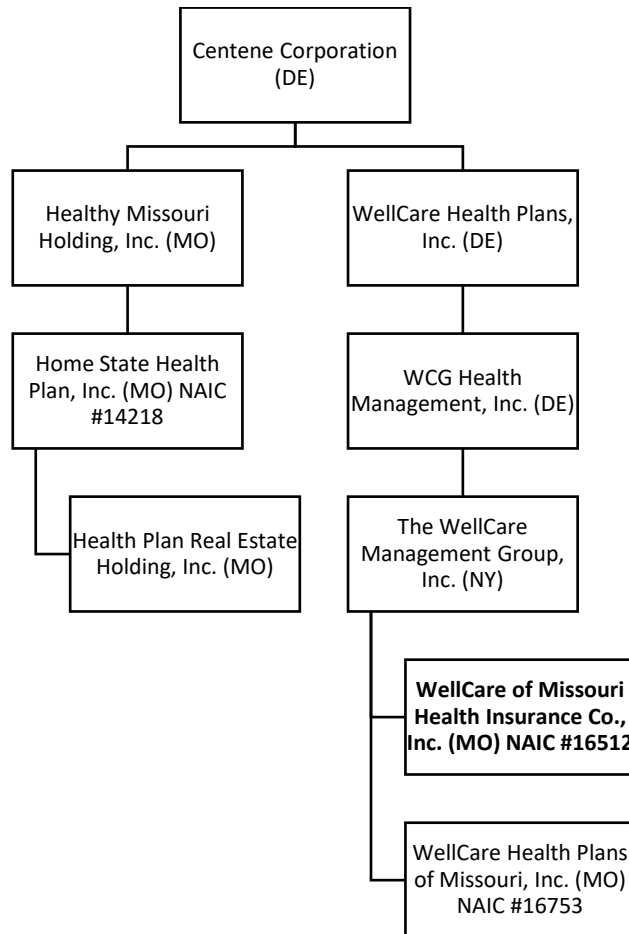 Centene Corporation
(DE)
Healthy Missouri
Holding, Inc. (MO)
WellCare Health Plans,
Inc. (DE)
Home State Health
Plan, Inc. (MO) NAIC
#14218
WCG Health
Management, Inc. (DE)
Health Plan Real Estate
Holding, Inc. (MO)
The WellCare
Management Group,
Inc. (NY)
WellCare of Missouri
Health Insurance Co.,
Inc. (MO) NAIC #16512
WellCare Health Plans
of Missouri, Inc. (MO)
NAIC #16753